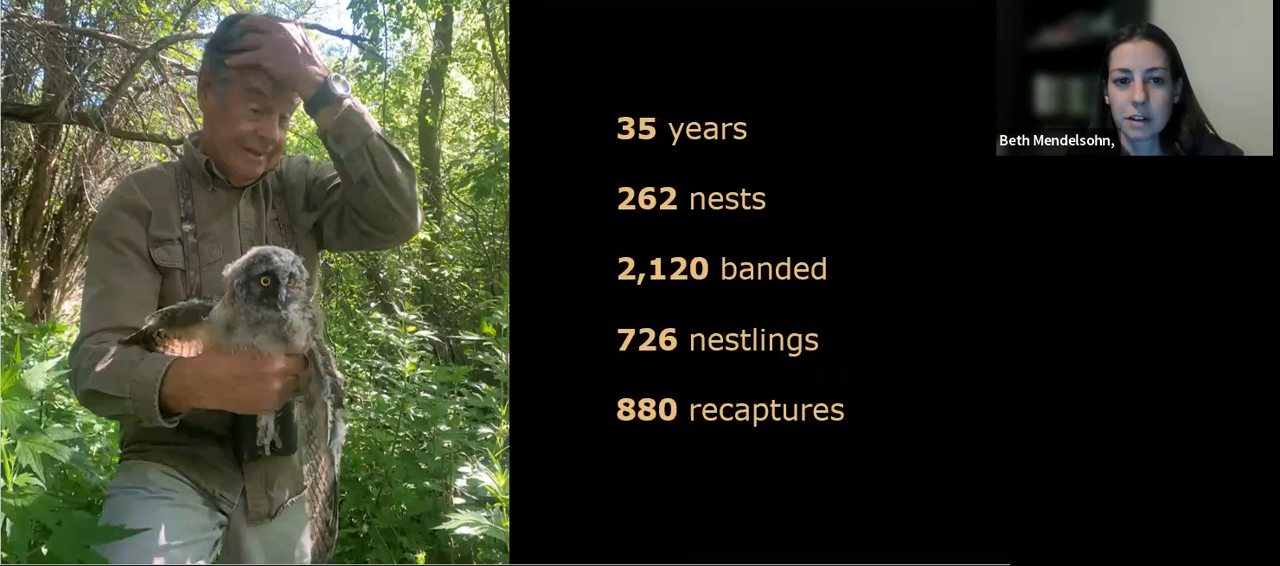 35 years
262 nests
2,120 banded
726 nestlings
880 recaptures
Beth Mendelsohn,